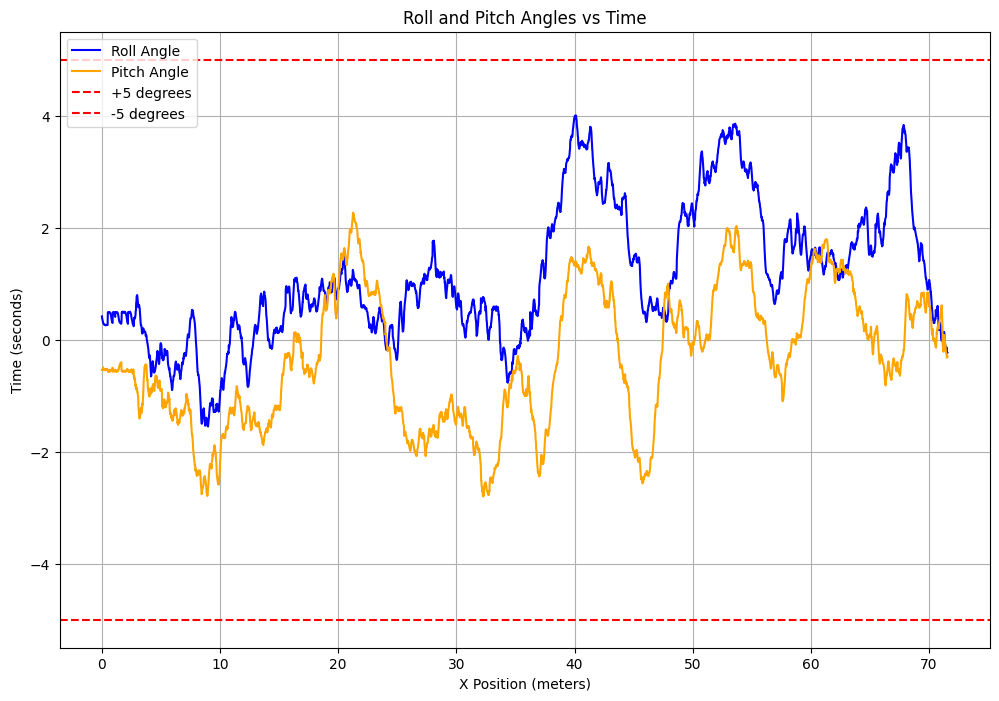 Roll and Pitch Angles vs Time
Roll Angle
Pitch Angle
+5 degrees
-5 degrees
Time (seconds)
4
2
0
−2
−4
0 10 20 30 40 50 60 70
X Position (meters)